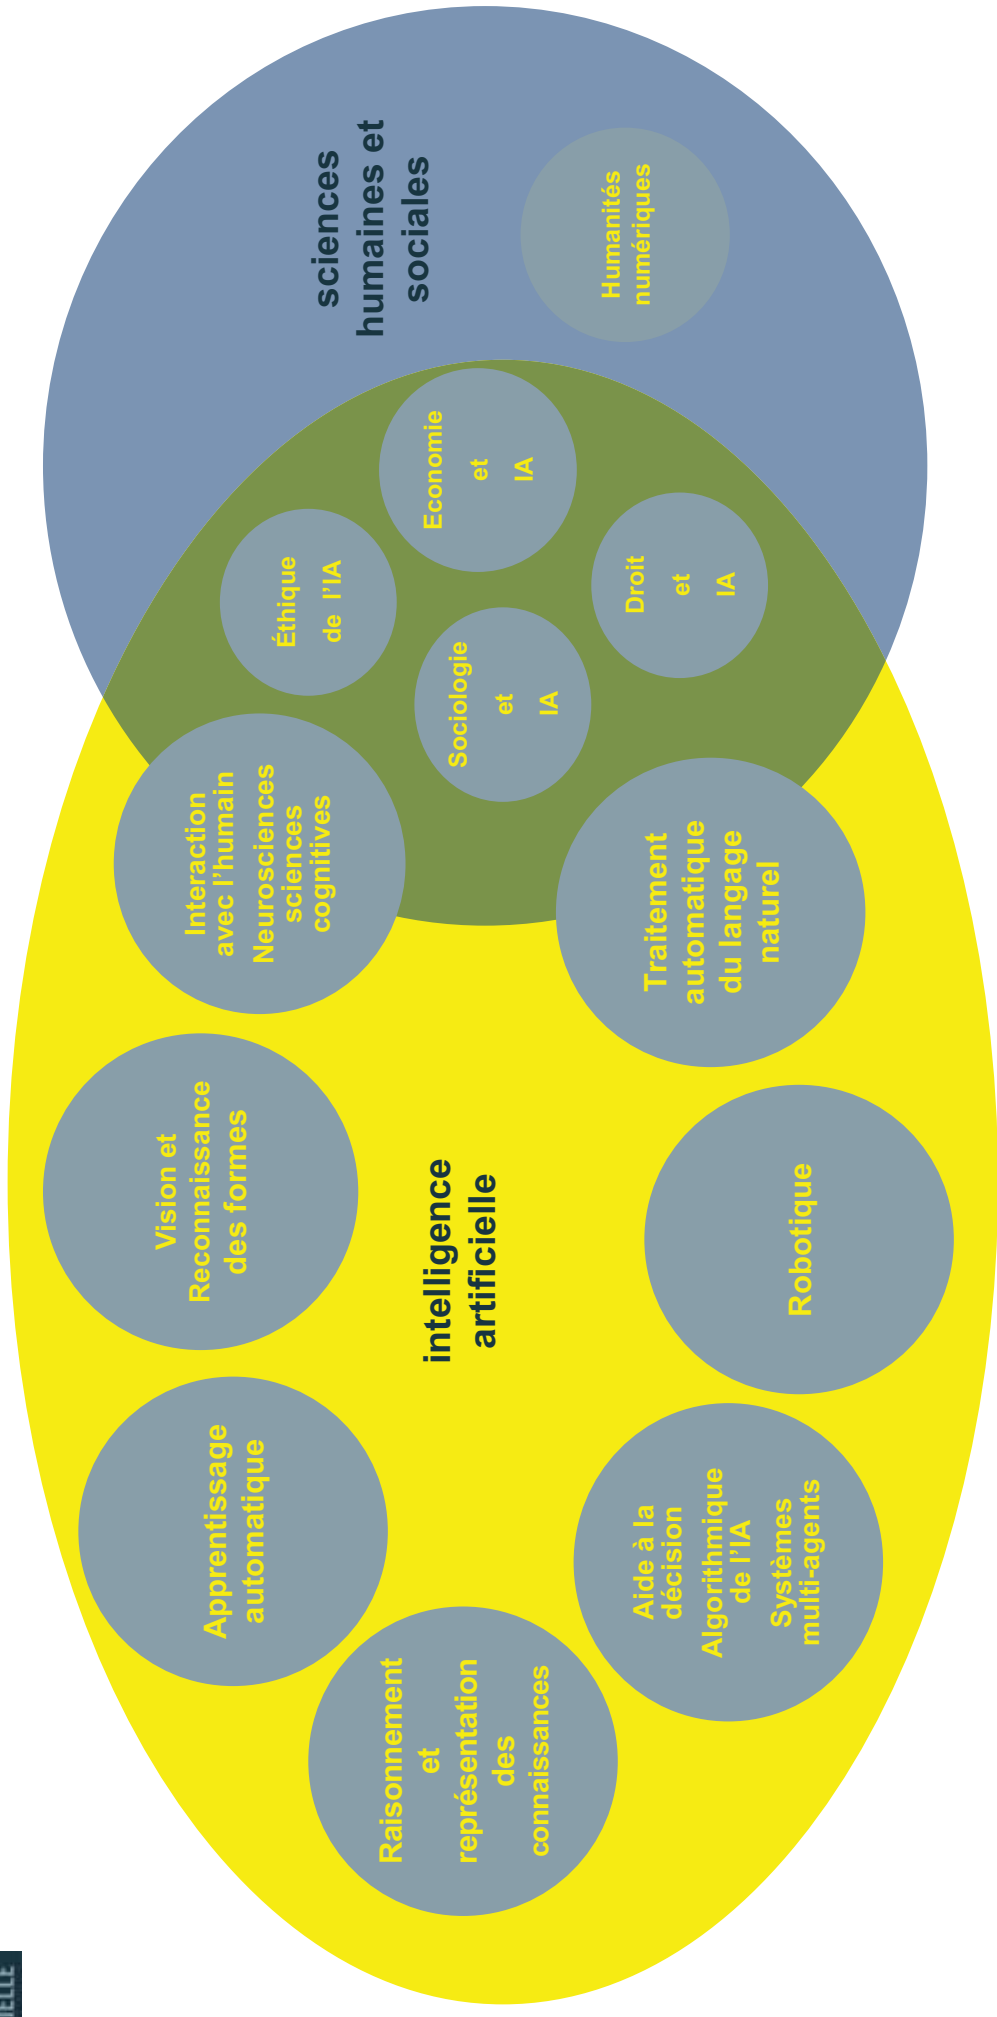 sciences
humaines et
sociales
Humanités
numériques
Economie
et
IA
Éthique
de l’IA
Droit
et
IA
Sociologie
et
IA
Interaction
avec l’humain
Neurosciences
sciences
cognitives
Traitement
automatique
du langage
naturel
Vision et
Reconnaissance
des formes
intelligence
artificielle
Robotique
Apprentissage
automatique
Aide à la
décision
Algorithmique
de l’IA
Systèmes
multi-agents
Raisonnement
et
représentation
des
connaissances